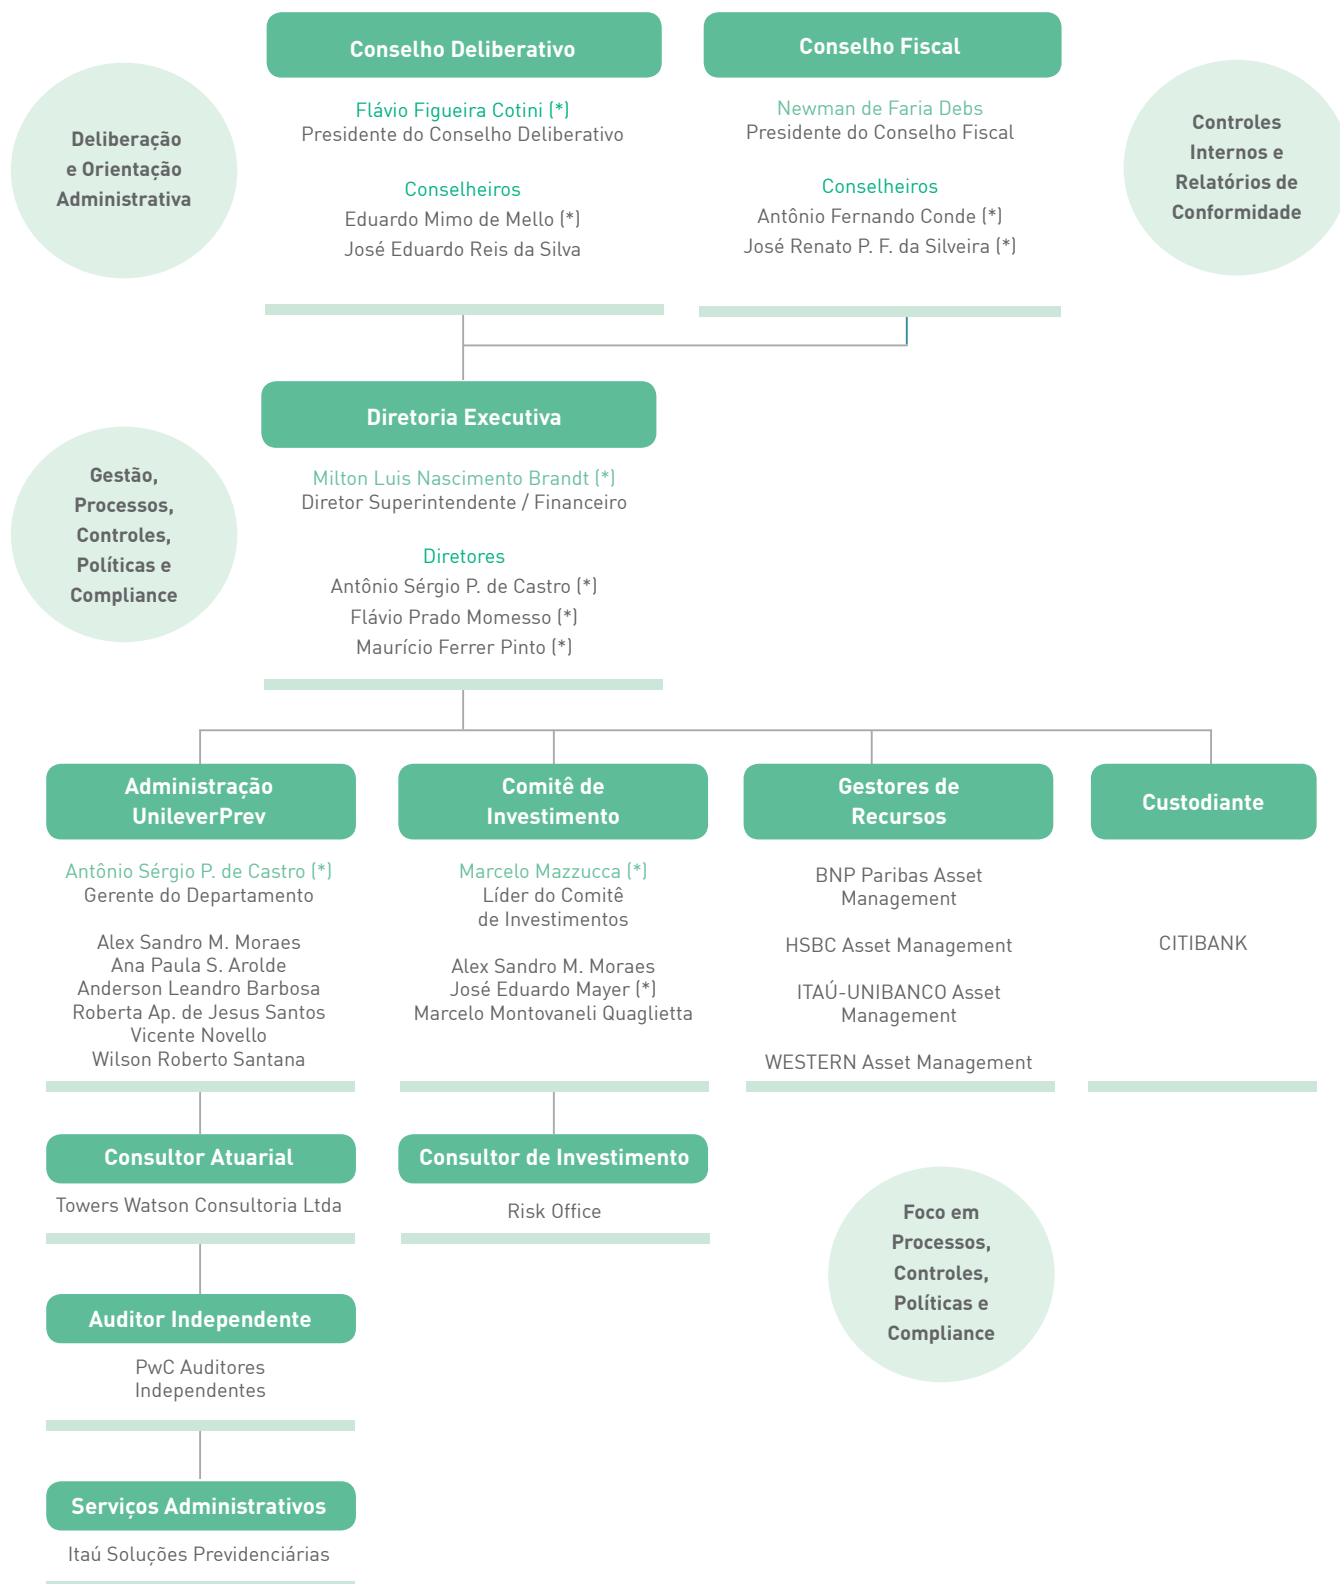 Conselho Deliberativo
Flávio Figueira Cotini (*)
Presidente do Conselho Deliberativo
Conselheiros
Eduardo Mimo de Mello (*)
José Eduardo Reis da Silva
Conselho Fiscal
Newman de Faria Debs
Presidente do Conselho Fiscal
Conselheiros
Antônio Fernando Conde (*)
José Renato P. F. da Silveira (*)
Deliberação
e Orientação
Administrativa
Controles
Internos e
Relatórios de
Conformidade
Diretoria Executiva
Milton Luis Nascimento Brandt (*)
Diretor Superintendente / Financeiro
Diretores
Antônio Sérgio P. de Castro (*)
Flávio Prado Momesso (*)
Maurício Ferrer Pinto (*)
Gestão,
Processos,
Controles,
Políticas e
Compliance
Administração
UnileverPrev
Antônio Sérgio P. de Castro (*)
Gerente do Departamento
Alex Sandro M. Moraes
Ana Paula S. Arolde
Anderson Leandro Barbosa
Roberta Ap. de Jesus Santos
Vicente Novello
Wilson Roberto Santana
Comitê de
Investimento
Marcelo Mazzucca (*)
Líder do Comitê
de Investimentos
Alex Sandro M. Moraes
José Eduardo Mayer (*)
Marcelo Montovaneli Quaglietta
Gestores de
Recursos
BNP Paribas Asset
Management
HSBC Asset Management
ITAÚ-UNIBANCO Asset
Management
WESTERN Asset Management
Custodiante
CITIBANK
Consultor Atuarial
Towers Watson Consultoria Ltda
Consultor de Investimento
Risk Office
Foco em
Processos,
Controles,
Políticas e
Compliance
Auditor Independente
PwC Auditores
Independentes
Serviços Administrativos
Itaú Soluções Previdenciárias